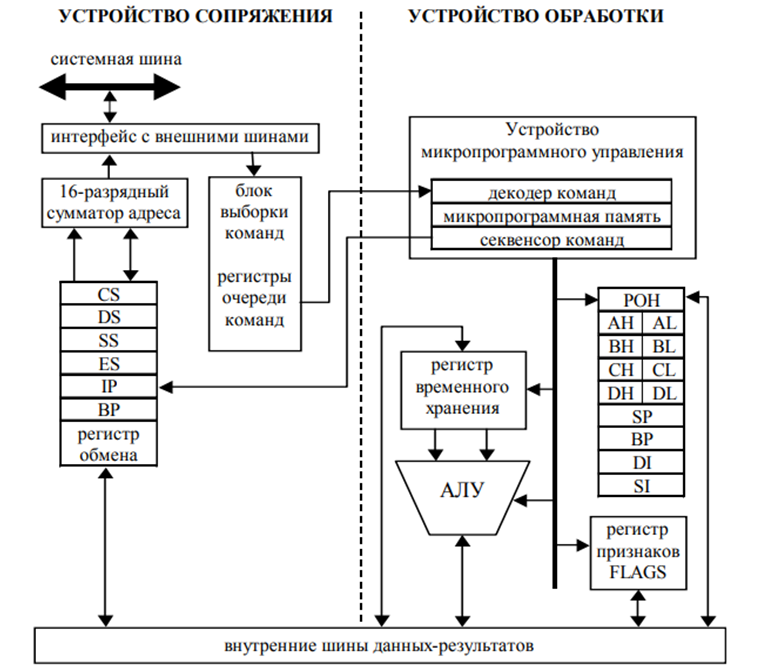 УСТРОЙСТВО СОПРЯЖЕНИЯ
УСТРОЙСТВО ОБРАБОТКИ
системная шина
интерфейс с внешними шинами
16-разрядный
сумматор адреса
блок
выборки
команд
регистры
очереди
команд
CS
DS
SS
ES
IP
BP
регистр
обмена
Устройство
микропрограммного управления
декодер команд
микропрограммная память
секвенсор команд
регистр
временного
хранения
АЛУ
РОН
AH AL
BH BL
CH CL
DH DL
SP
BP
DI
SI
регистр
признаков
FLAGS
внутренние шины данных-результатов